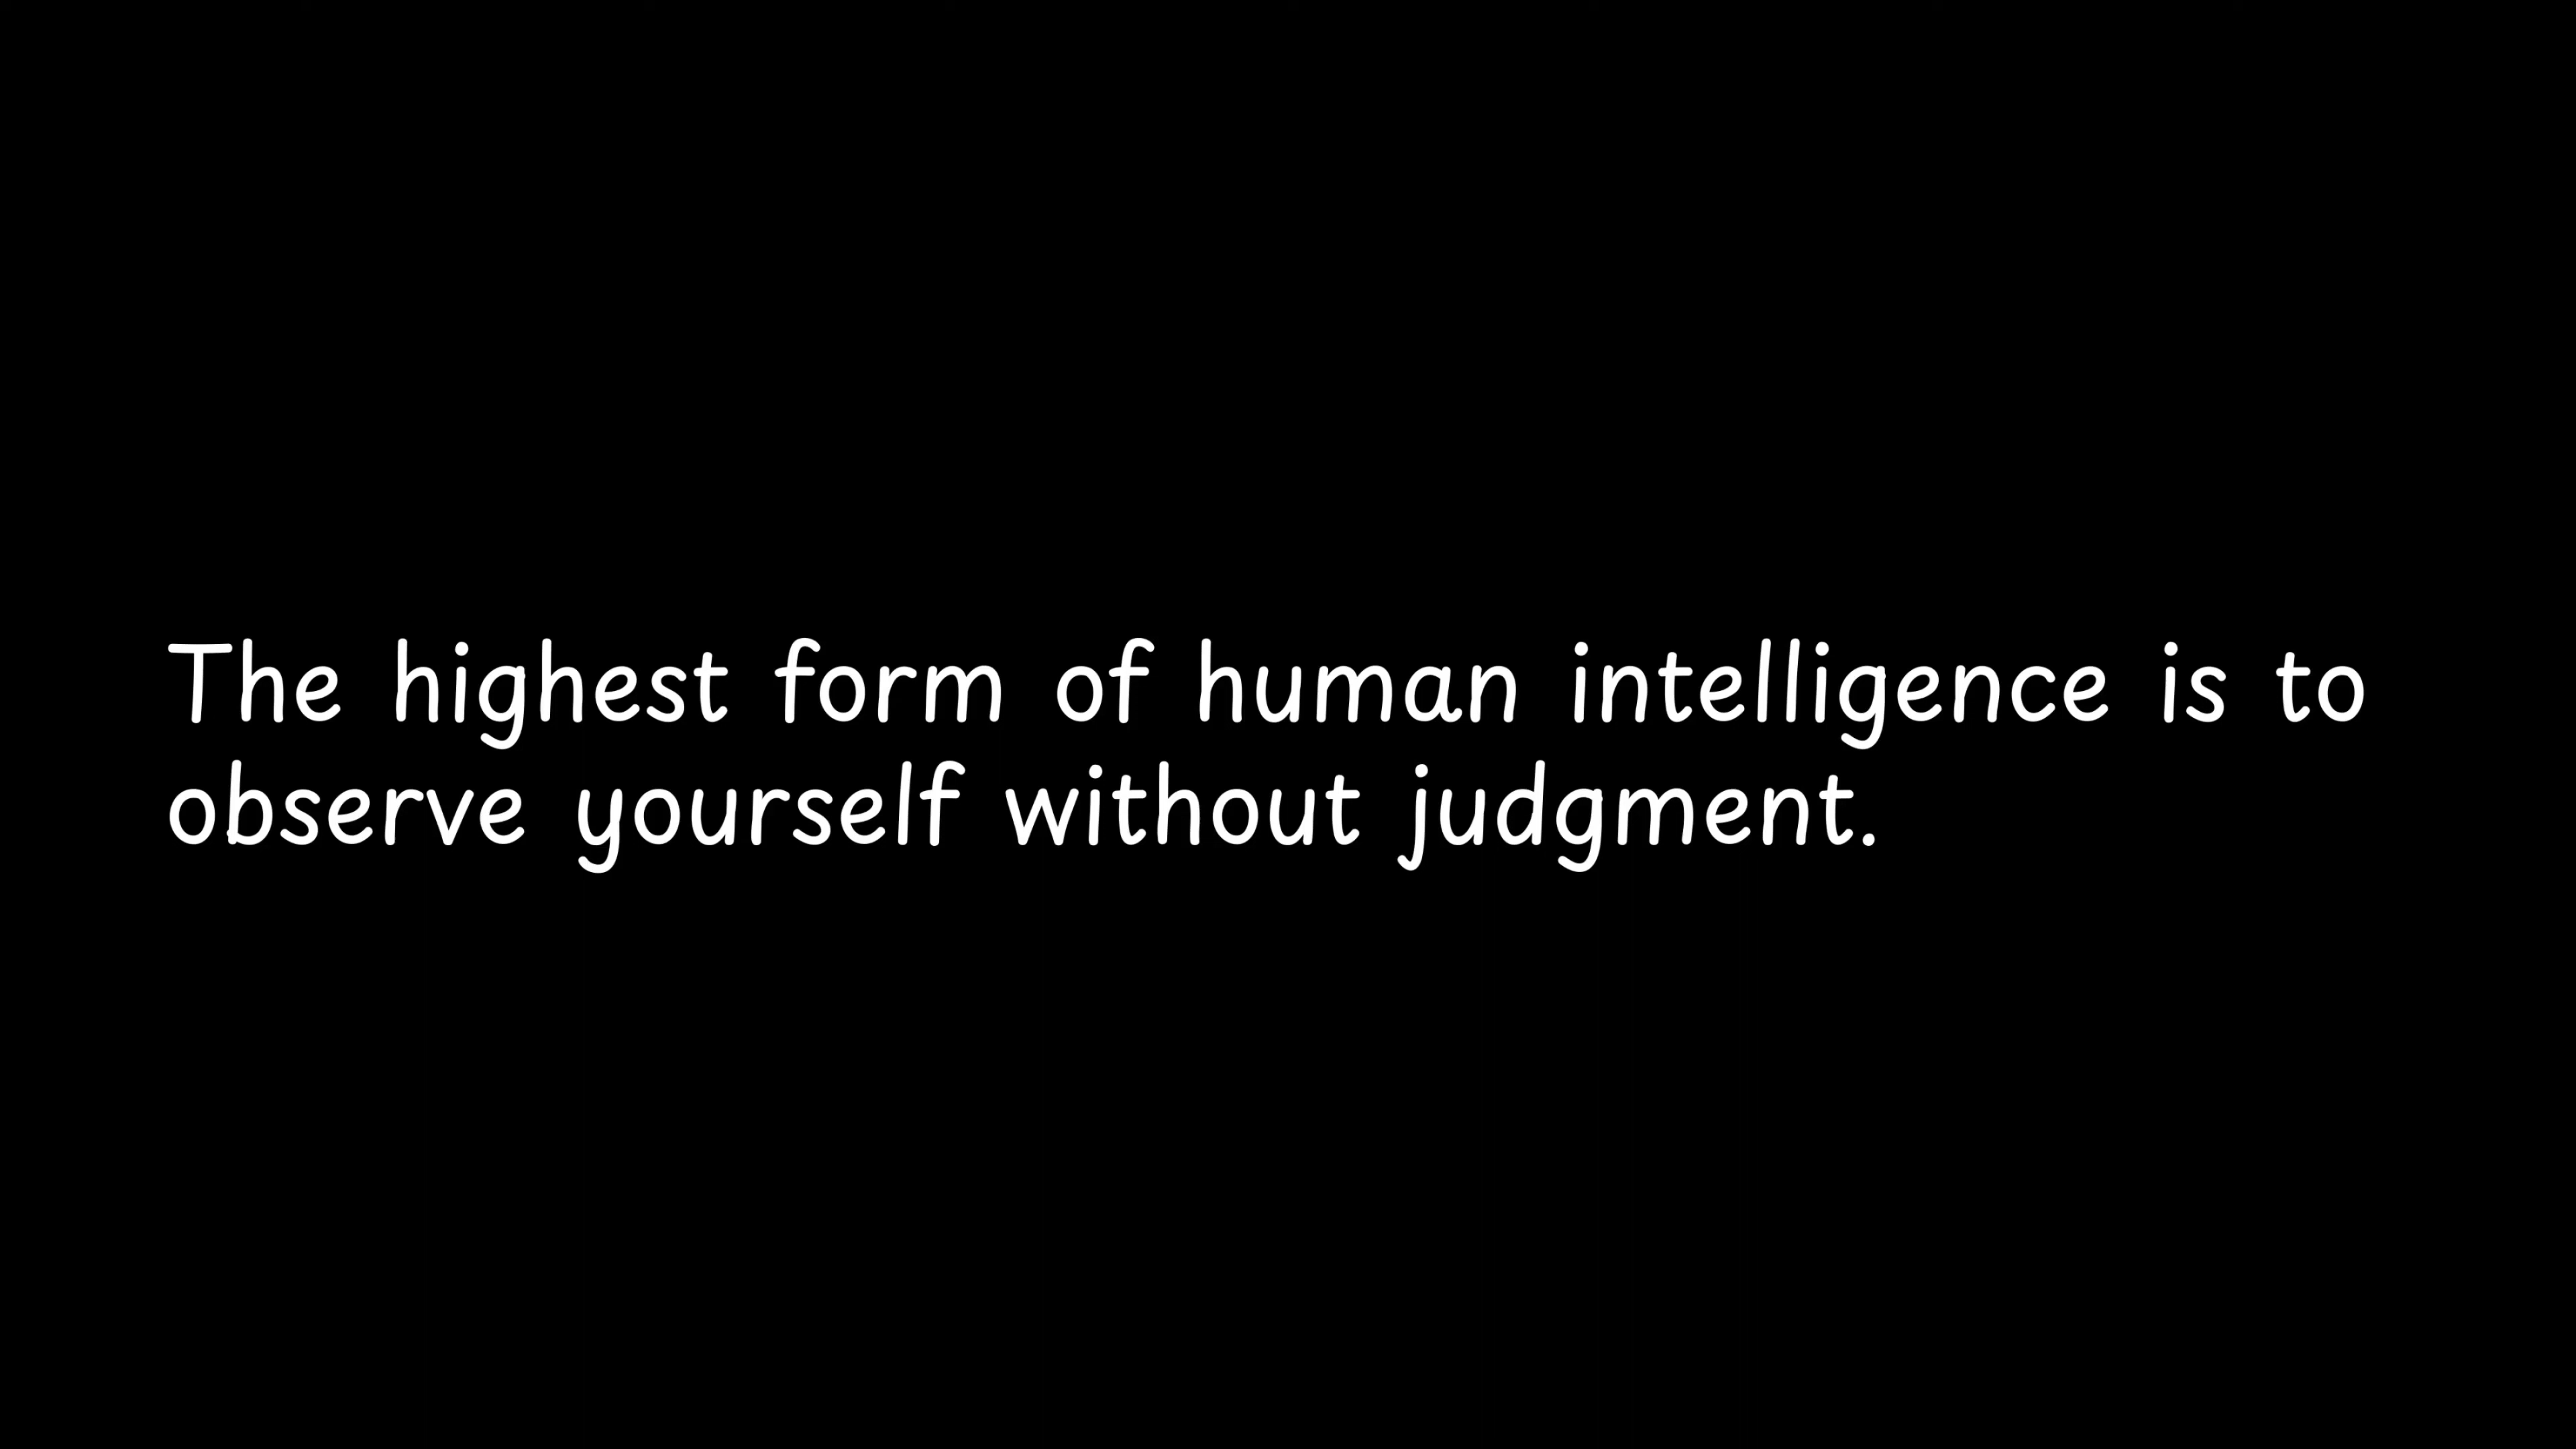 The highest form of human intelligence is to
observe yourself without judgment.